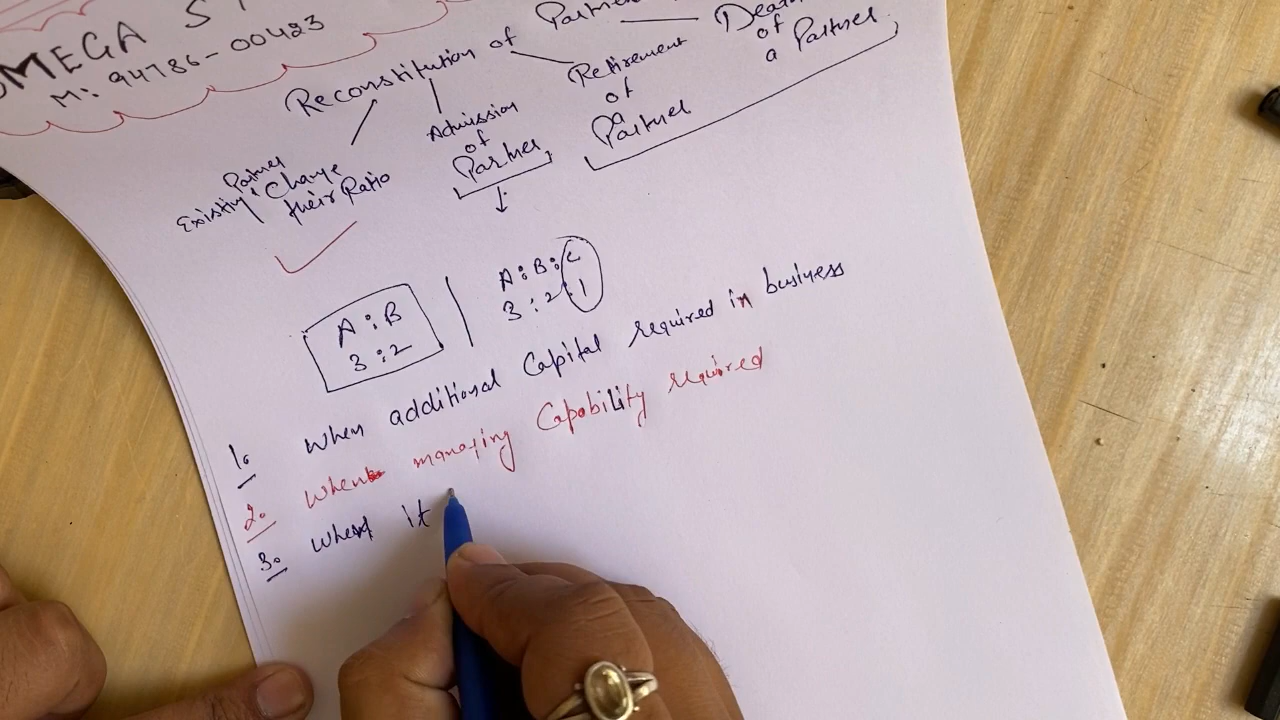 OMEGA
M: 94786-00423
Reconstitution of Partner
Existing Partner Change
their Ratio
Admission
of
Partner
Retirement
of
a
Partner
Death
of
a Partner
A : B
3 : 2
A : B : C
3 : 2 : 1
1. When additional Capital required in business
2. When managing Capability required
3. When it